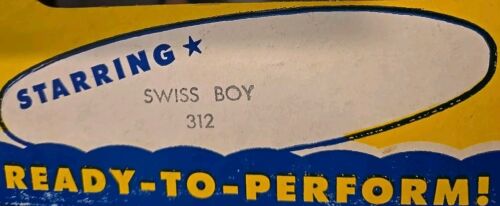 STARRING★
SWISS BOY
312
READY-TO-PERFORM!